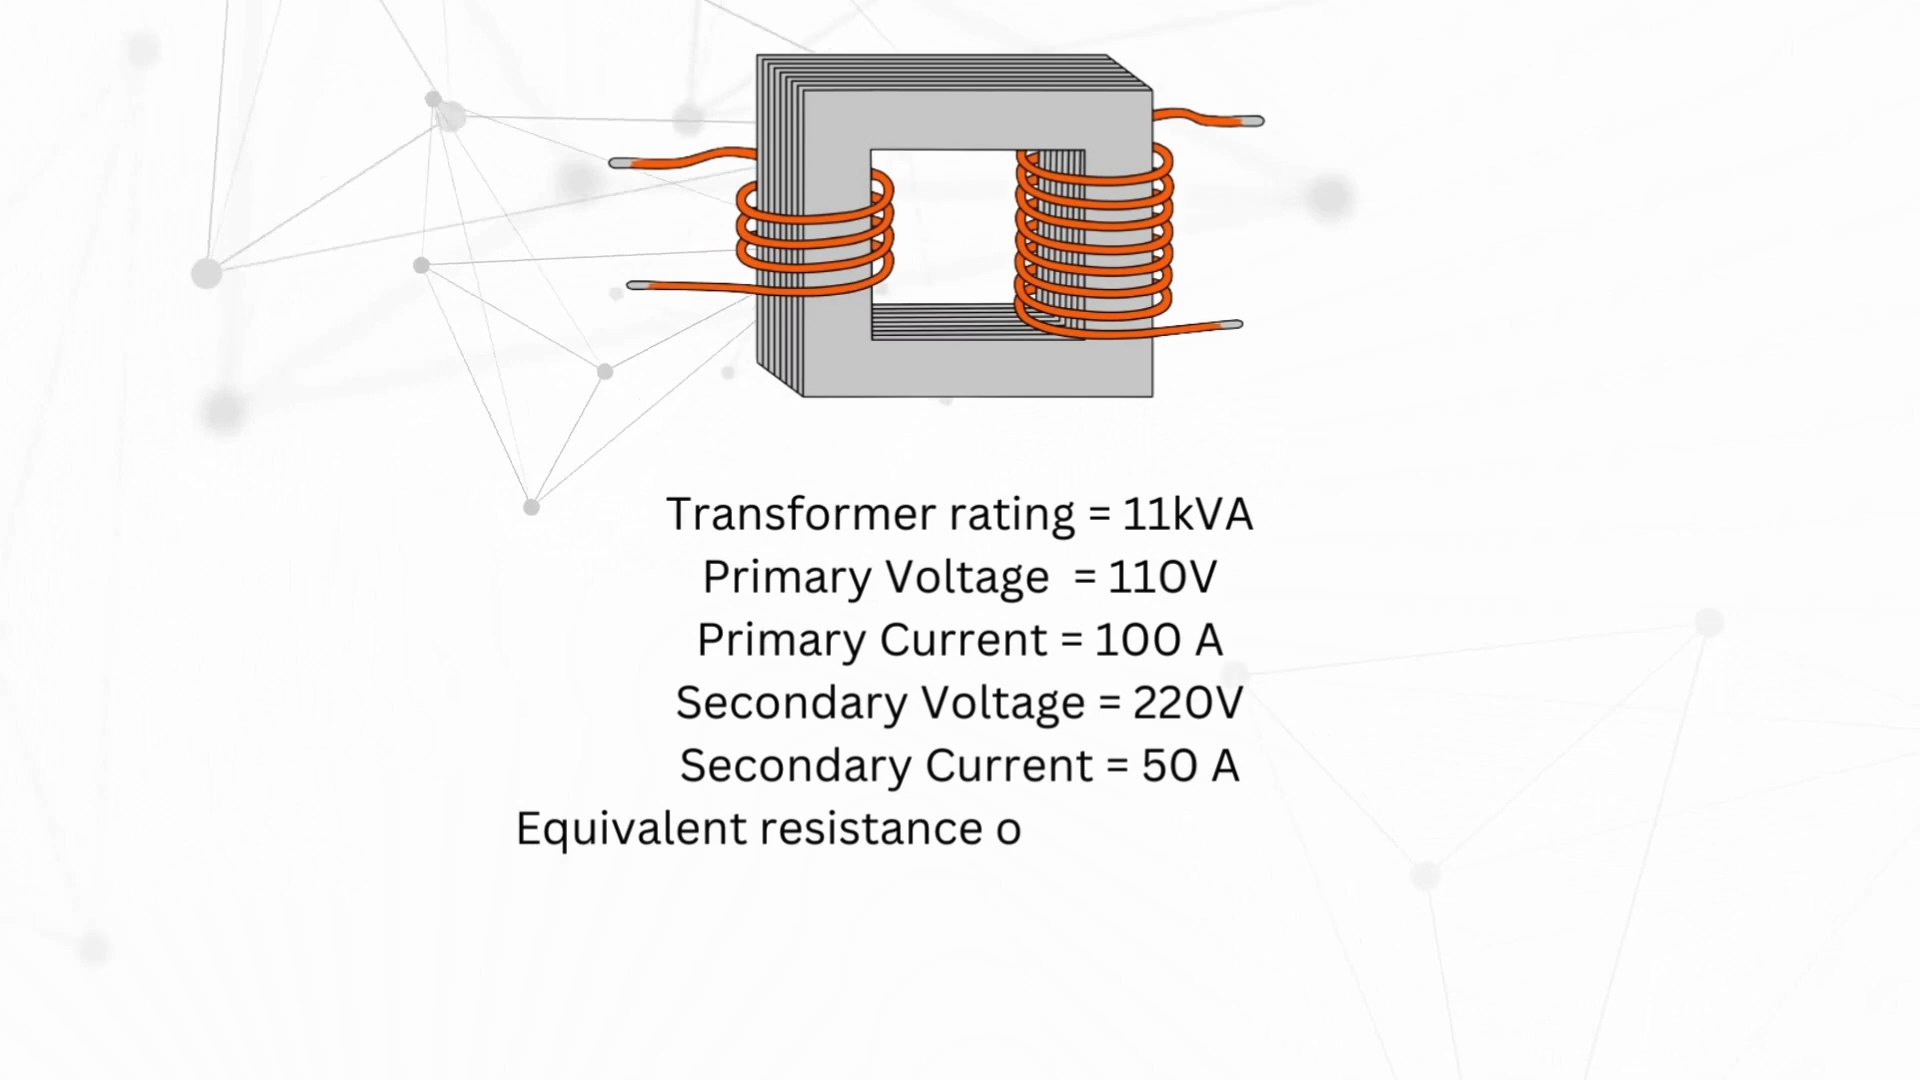 Transformer rating = 11kVA
Primary Voltage = 110V
Primary Current = 100 A
Secondary Voltage = 220V
Secondary Current = 50 A
Equivalent resistance o